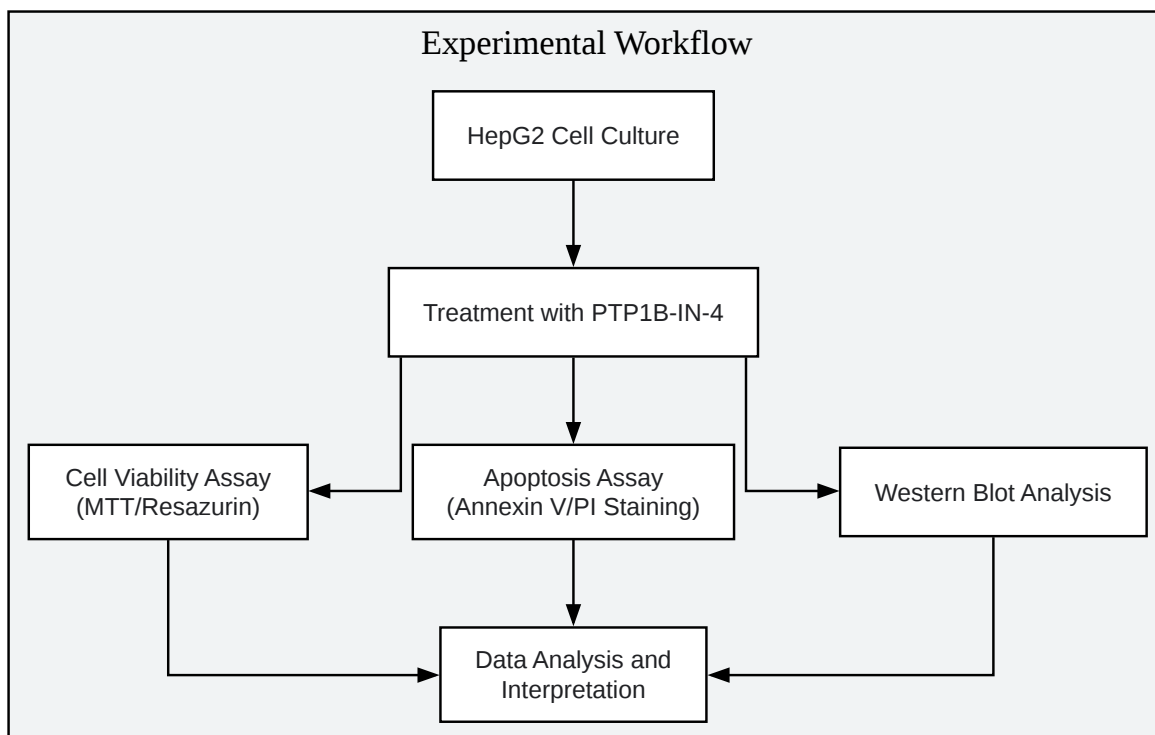 Experimental Workflow
HepG2 Cell Culture
Treatment with PTP1B-IN-4
Cell Viability Assay
(MTT/Resazurin)
Apoptosis Assay
(Annexin V/PI Staining)
Western Blot Analysis
Data Analysis and
Interpretation